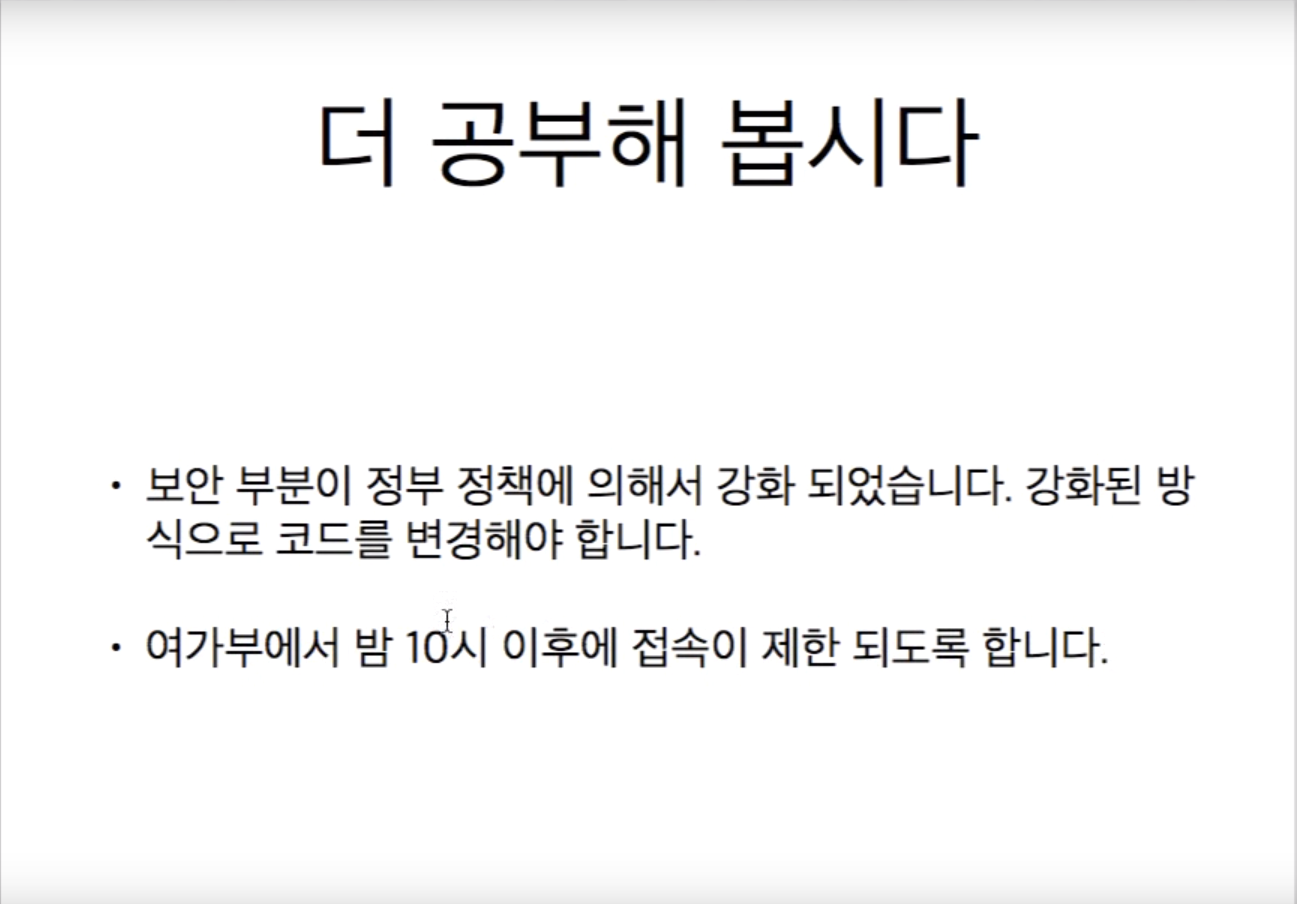 더 공부해 봅시다
• 보안 부분이 정부 정책에 의해서 강화 되었습니다. 강화된 방
식으로 코드를 변경해야 합니다.
• 여가부에서 밤 10시 이후에 접속이 제한 되도록 합니다.